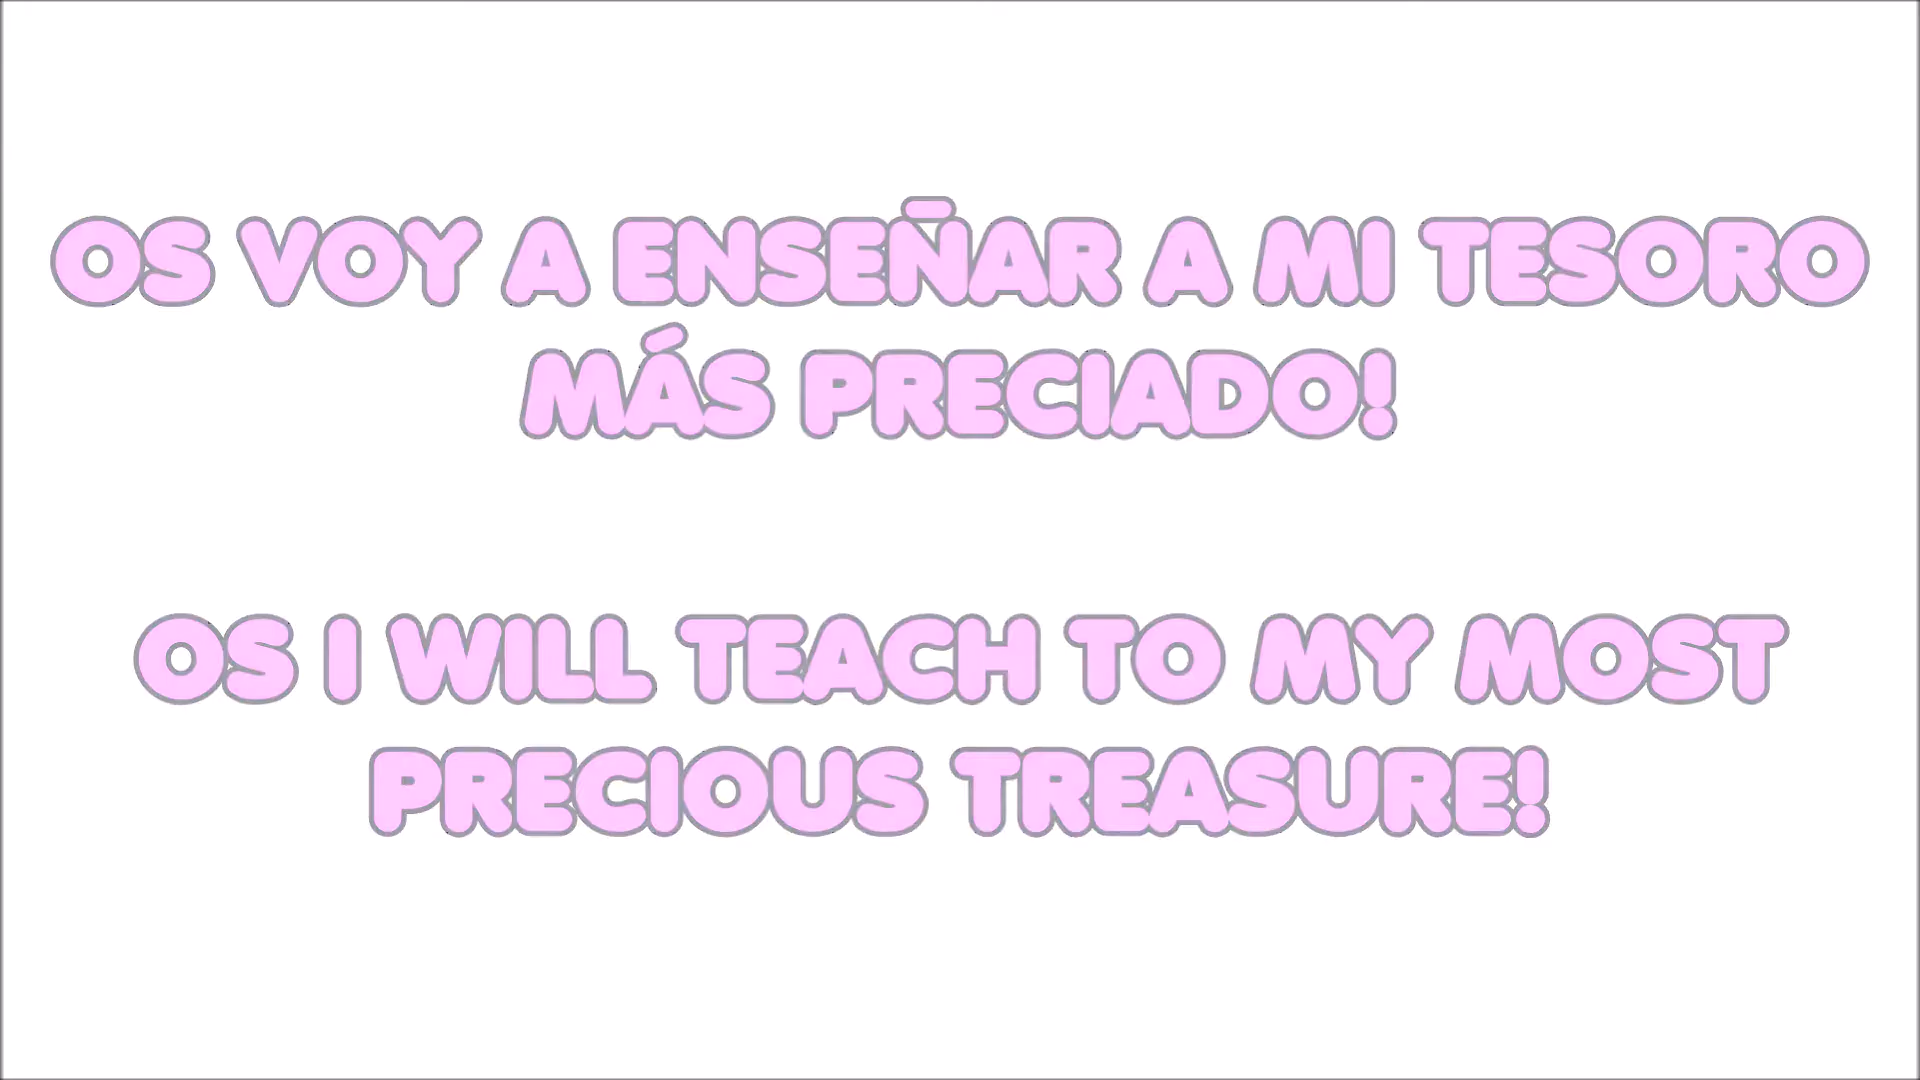 OS VOY A ENSEÑAR A MI TESORO
MÁS PRECIADO!
OS I WILL TEACH TO MY MOST
PRECIOUS TREASURE!